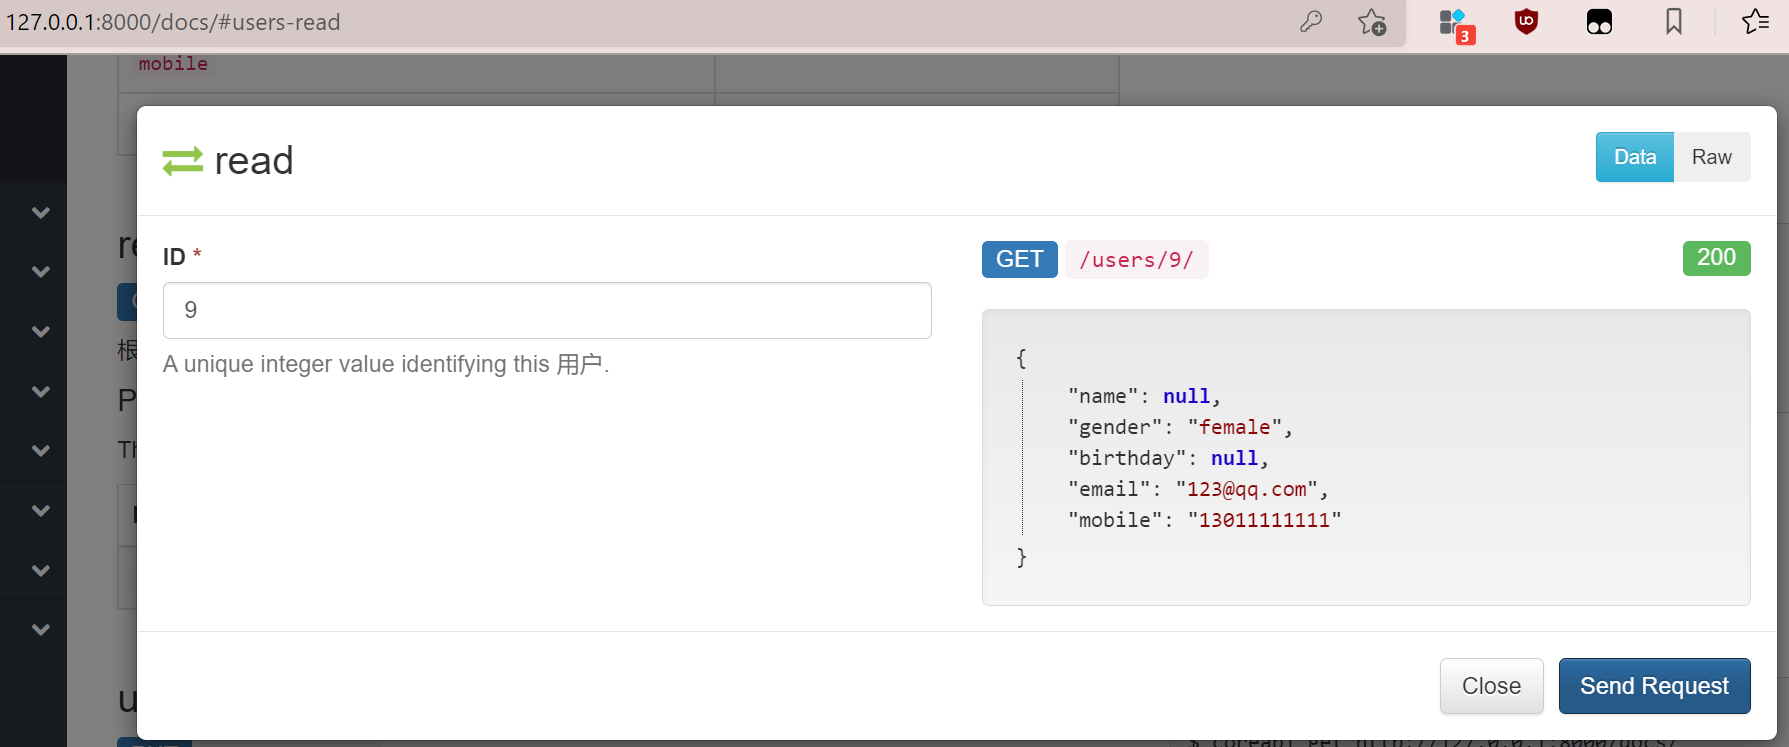 127.0.0.1:8000/docs/#users-read
3
mobile
read
Data
Raw
ID *
GET
/users/9/
200
9
A unique integer value identifying this 用户.
{
"name": null,
"gender": "female",
"birthday": null,
"email": "123@qq.com",
"mobile": "13011111111"
}
根
P
Th
u
Close
Send Request